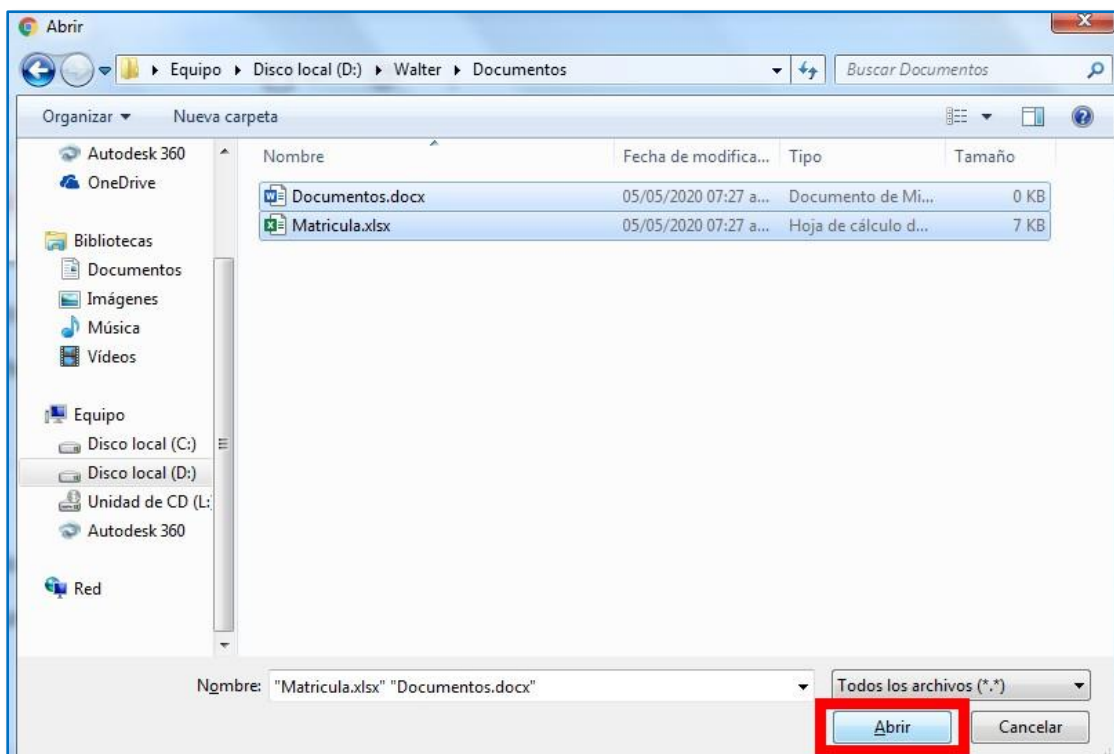 Abrir
Equipo Disco local (D:) Walter Documentos Buscar Documentos
Organizar Nueva carpeta
Autodesk 360
OneDrive
Bibliotecas
Documentos
Imágenes
Música
Vídeos
Equipo
Disco local (C:)
Disco local (D:)
Unidad de CD (L:
Autodesk 360
Red
Nombre Fecha de modifica... Tipo Tamaño
Documentos.docx 05/05/2020 07:27 a... Documento de Mi... 0 KB
Matricula.xlsx 05/05/2020 07:27 a... Hoja de cálculo d... 7 KB
Nombre: "Matricula.xlsx" "Documentos.docx" Todos los archivos (*.*)
Abrir Cancelar